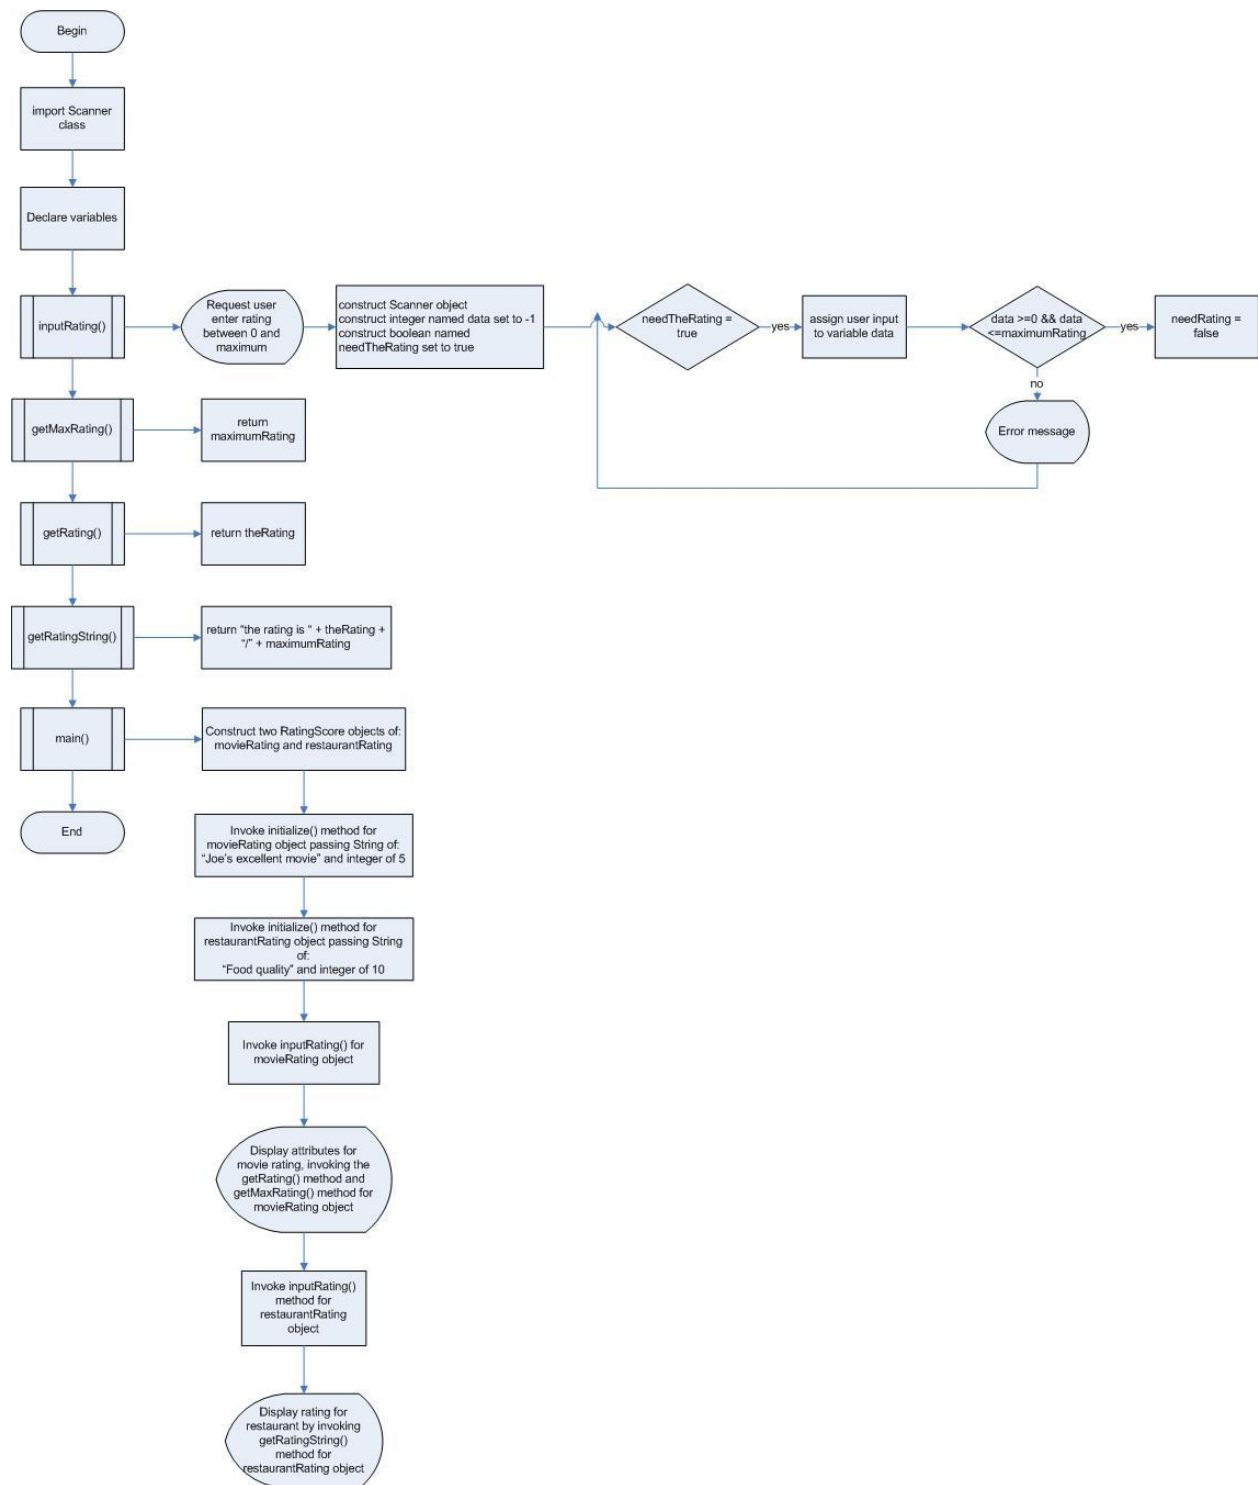 Begin
import Scanner
class
Declare variables
inputRating()
Request user
enter rating
between 0 and
maximum
construct Scanner object
construct integer named data set to -1
construct boolean named
needTheRating set to true
needTheRating =
true
yes
assign user input
to variable data
data >=0 && data
<=maximumRating
yes
needRating =
false
no
Error message
getMaxRating()
return
maximumRating
getRating()
return theRating
getRatingString()
return “the rating is “ + theRating +
“/” + maximumRating
main()
Construct two RatingScore objects of:
movieRating and restaurantRating
End
Invoke initialize() method for
movieRating object passing String of:
“Joe’s excellent movie” and integer of 5
Invoke initialize() method for
restaurantRating object passing String
of:
“Food quality” and integer of 10
Invoke inputRating() for
movieRating object
Display attributes for
movie rating, invoking the
getRating() method and
getMaxRating() method for
movieRating object
Invoke inputRating()
method for
restaurantRating
object
Display rating for
restaurant by invoking
getRatingString()
method for
restaurantRating object